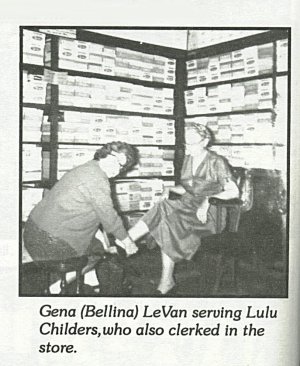 Gena (Bellina) LeVan serving Lulu
Childers,who also clerked in the
store.